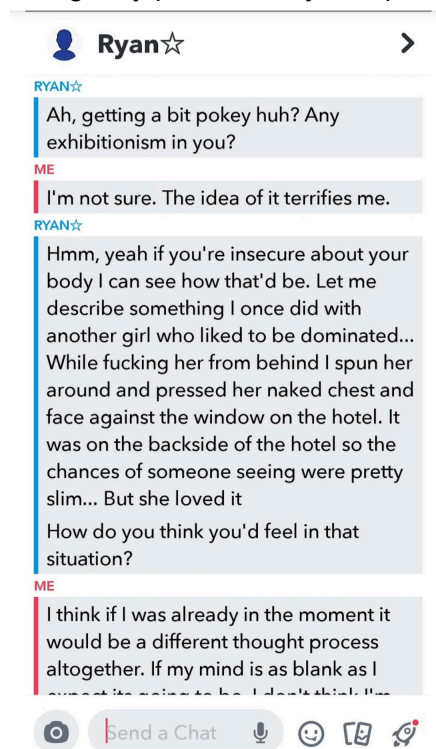 Ryan☆
RYAN☆
Ah, getting a bit pokey huh? Any
exhibitionism in you?
ME
I'm not sure. The idea of it terrifies me.
RYAN☆
Hmm, yeah if you're insecure about your
body I can see how that'd be. Let me
describe something I once did with
another girl who liked to be dominated...
While fucking her from behind I spun her
around and pressed her naked chest and
face against the window on the hotel. It
was on the backside of the hotel so the
chances of someone seeing were pretty
slim... But she loved it
How do you think you'd feel in that
situation?
ME
I think if I was already in the moment it
would be a different thought process
altogether. If my mind is as blank as I
Send a Chat